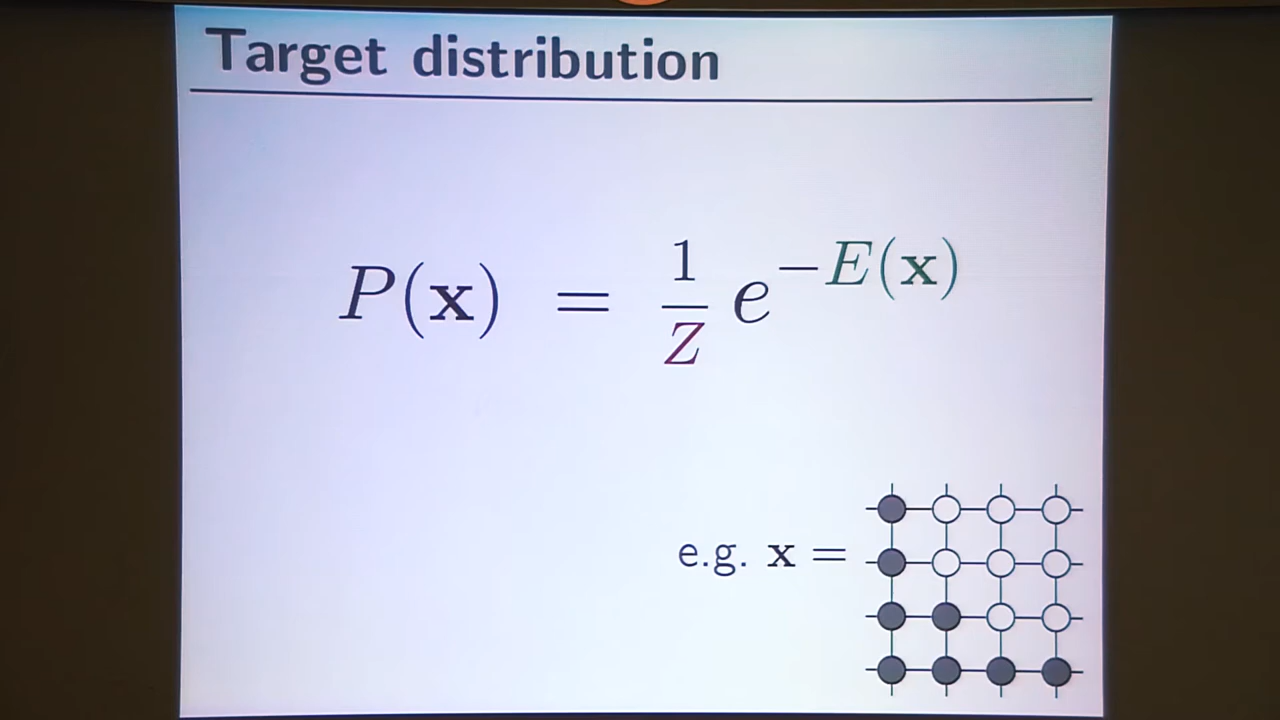 Target distribution
P(x) = 1/Z e^{-E(x)}
e.g. x =